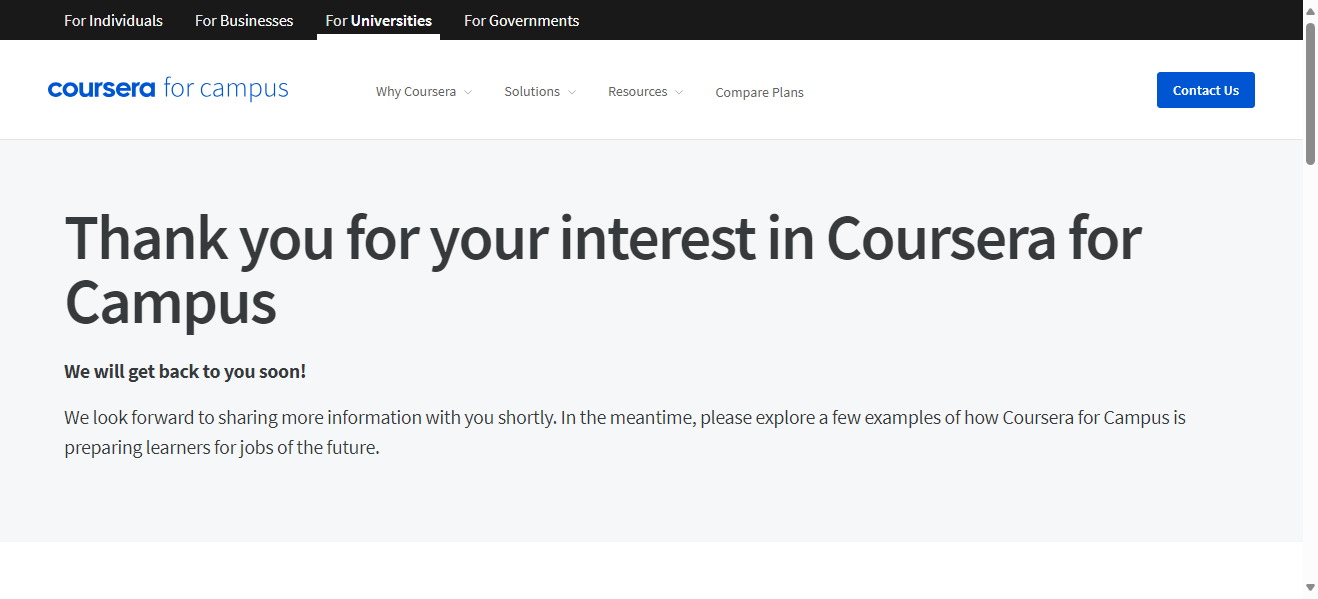 For Individuals For Businesses For Universities For Governments
coursera for campus Why Coursera Solutions Resources Compare Plans Contact Us
Thank you for your interest in Coursera for
Campus
We will get back to you soon!
We look forward to sharing more information with you shortly. In the meantime, please explore a few examples of how Coursera for Campus is
preparing learners for jobs of the future.